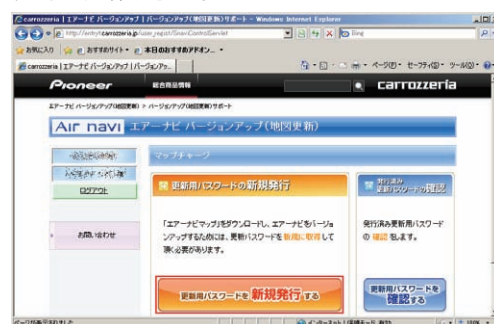 carrozzeria | エアーナビ バージョンアップ | バージョンアップ(地図更新)サポート - Windows Internet Explorer
Bing
お気に入り
おすすめサイト
本日のおすすめアドオン...
carrozzeria | エアーナビ バージョンアップ | バージョ...
ページ(P)
セーフティ(S)
ツール(O)
Pioneer
総合商品情報
carrozzeria
エアーナビ バージョンアップ(地図更新) > バージョンアップ(地図更新)サポート
AIR navi エアーナビ バージョンアップ(地図更新)
マップチャージ
ログアウト
お問い合わせ
更新用パスワードの新規発行
「エアーナビマップ」をダウンロードし、エアーナビをバージョ
ンアップするためには、更新パスワードを 新規に取得 して
頂く必要があります。
更新用パスワードを 新規発行 する
発行済み
更新用パスワードの確認
発行済み更新用パスワード
の 確認 をします。
更新用パスワードを
確認する
ページが表示されました
100%